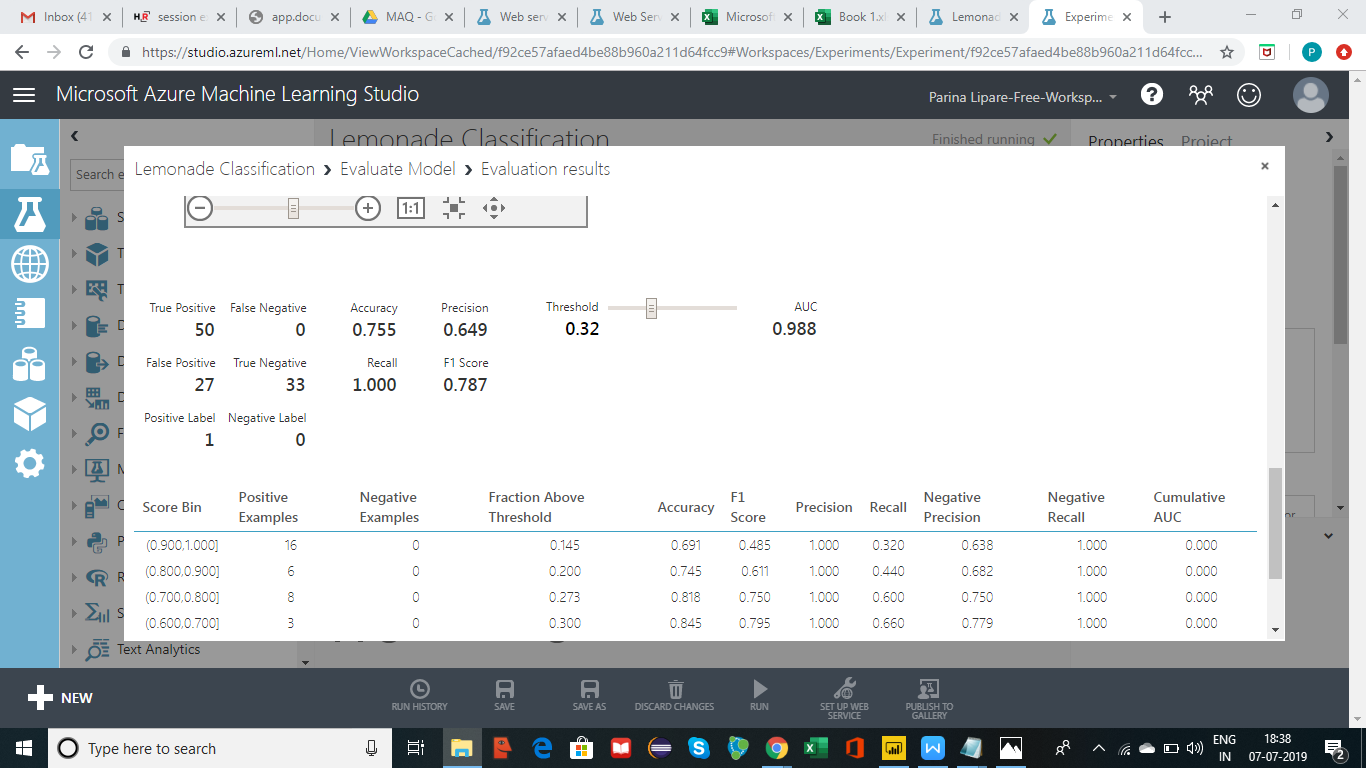 Inbox (41
session e
app.docu
MAQ - G
Web serv
Web Ser
Microsoft
Book 1.xl
Lemonad
Experime
https://studio.azureml.net/Home/ViewWorkspaceCached/f92ce57afaed4be88b960a211d64fcc9#Workspaces/Experiments/Experiment/f92ce57afaed4be88b960a211d64fcc...
P
Microsoft Azure Machine Learning Studio
Parina Lipare-Free-Worksp...
Lemonade Classification
Finished running
Properties Project
Search e
Lemonade Classification > Evaluate Model > Evaluation results
1:1
True Positive False Negative Accuracy Precision Threshold AUC
50 0 0.755 0.649 0.32 0.988
False Positive True Negative Recall F1 Score
27 33 1.000 0.787
Positive Label Negative Label
1 0
Score Bin Positive Examples Negative Examples Fraction Above Threshold Accuracy F1 Score Precision Recall Negative Precision Negative Recall Cumulative AUC
(0.900,1.000] 16 0 0.145 0.691 0.485 1.000 0.320 0.638 1.000 0.000
(0.800,0.900] 6 0 0.200 0.745 0.611 1.000 0.440 0.682 1.000 0.000
(0.700,0.800] 8 0 0.273 0.818 0.750 1.000 0.600 0.750 1.000 0.000
(0.600,0.700] 3 0 0.300 0.845 0.795 1.000 0.660 0.779 1.000 0.000
Text Analytics
NEW
RUN HISTORY
SAVE
SAVE AS
DISCARD CHANGES
RUN
SET UP WEB SERVICE
PUBLISH TO GALLERY
Type here to search
ENG
IN
18:38
07-07-2019
2